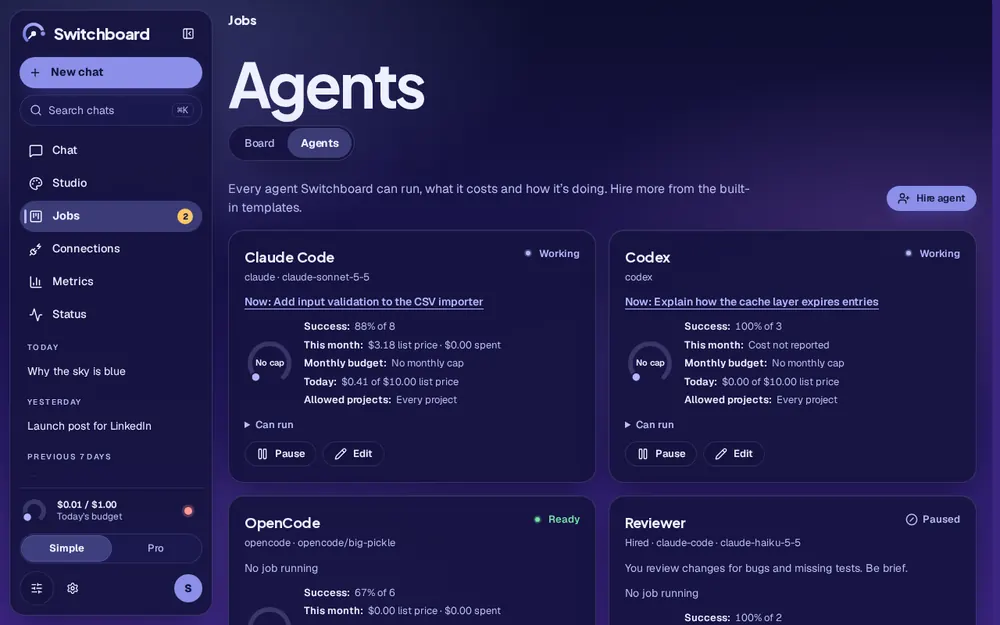 Switchboard
New chat
Search chats ⌘K
Chat
Studio
Jobs 2
Connections
Metrics
Status
TODAY
Why the sky is blue
YESTERDAY
Launch post for LinkedIn
PREVIOUS 7 DAYS
$0.01 / $1.00
Today's budget
Simple Pro
S
Jobs
Agents
Board Agents
Every agent Switchboard can run, what it costs and how it's doing. Hire more from the built-
in templates.
Hire agent
Claude Code
Working
claude · claude-sonnet-5-5
Now: Add input validation to the CSV importer
No cap
Success: 88% of 8
This month: $3.18 list price · $0.00 spent
Monthly budget: No monthly cap
Today: $0.41 of $10.00 list price
Allowed projects: Every project
Can run
Pause Edit
Codex
Working
codex
Now: Explain how the cache layer expires entries
No cap
Success: 100% of 3
This month: Cost not reported
Monthly budget: No monthly cap
Today: $0.00 of $10.00 list price
Allowed projects: Every project
Can run
Pause Edit
OpenCode
Ready
opencode · opencode/big-pickle
No job running
Success: 67% of 6
This month: $0.00 list price · $0.00 spent
Reviewer
Paused
Hired · claude-code · claude-haiku-5-5
You review changes for bugs and missing tests. Be brief.
No job running
Success: 100% of 2